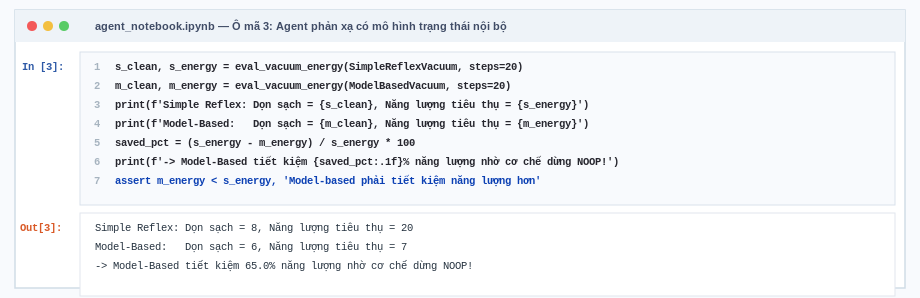 agent_notebook.ipynb — Ô mã 3: Agent phản xạ có mô hình trạng thái nội bộ
In [3]:
1 s_clean, s_energy = eval_vacuum_energy(SimpleReflexVacuum, steps=20)
2 m_clean, m_energy = eval_vacuum_energy(ModelBasedVacuum, steps=20)
3 print(f'Simple Reflex: Dọn sạch = {s_clean}, Năng lượng tiêu thụ = {s_energy}')
4 print(f'Model-Based:   Dọn sạch = {m_clean}, Năng lượng tiêu thụ = {m_energy}')
5 saved_pct = (s_energy - m_energy) / s_energy * 100
6 print(f'-> Model-Based tiết kiệm {saved_pct:.1f}% năng lượng nhờ cơ chế dừng NOOP!')
7 assert m_energy < s_energy, 'Model-based phải tiết kiệm năng lượng hơn'
Out[3]:
Simple Reflex: Dọn sạch = 8, Năng lượng tiêu thụ = 20
Model-Based:   Dọn sạch = 6, Năng lượng tiêu thụ = 7
-> Model-Based tiết kiệm 65.0% năng lượng nhờ cơ chế dừng NOOP!